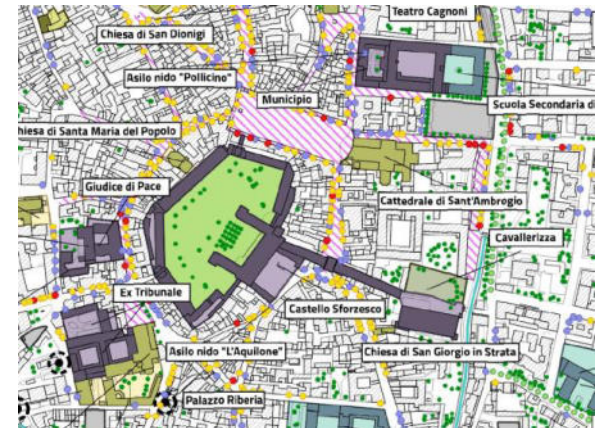 Teatro Cagnoni
Chiesa di San Dionigi
Asilo nido "Pollicino"
Municipio
Scuola Secondaria di
hiesa di Santa Maria del Popolo
Giudice di Pace
Cattedrale di Sant'Ambrogio
Cavallerizza
Ex Tribunale
Castello Sforzesco
Asilo nido "L'Aquilone"
Chiesa di San Giorgio in Strata
Palazzo Riberia